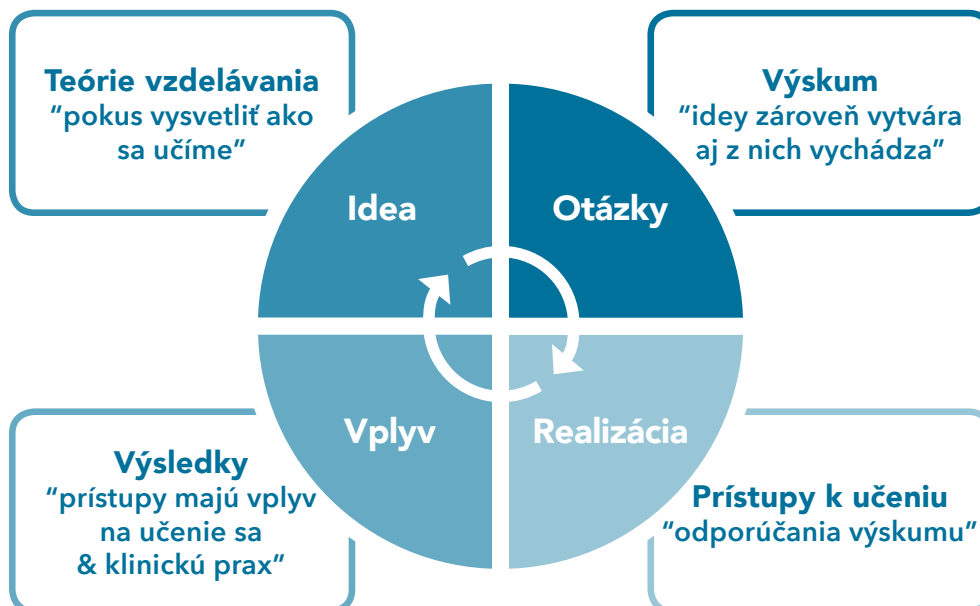 Teórie vzdelávania
“pokus vysvetliť ako
sa učíme”
Výskum
“idey zároveň vytvára
aj z nich vychádza”
Idea
Otázky
Vplyv
Realizácia
Výsledky
“prístupy majú vplyv
na učenie sa
& klinickú prax”
Prístupy k učeniu
“odporúčania výskumu”